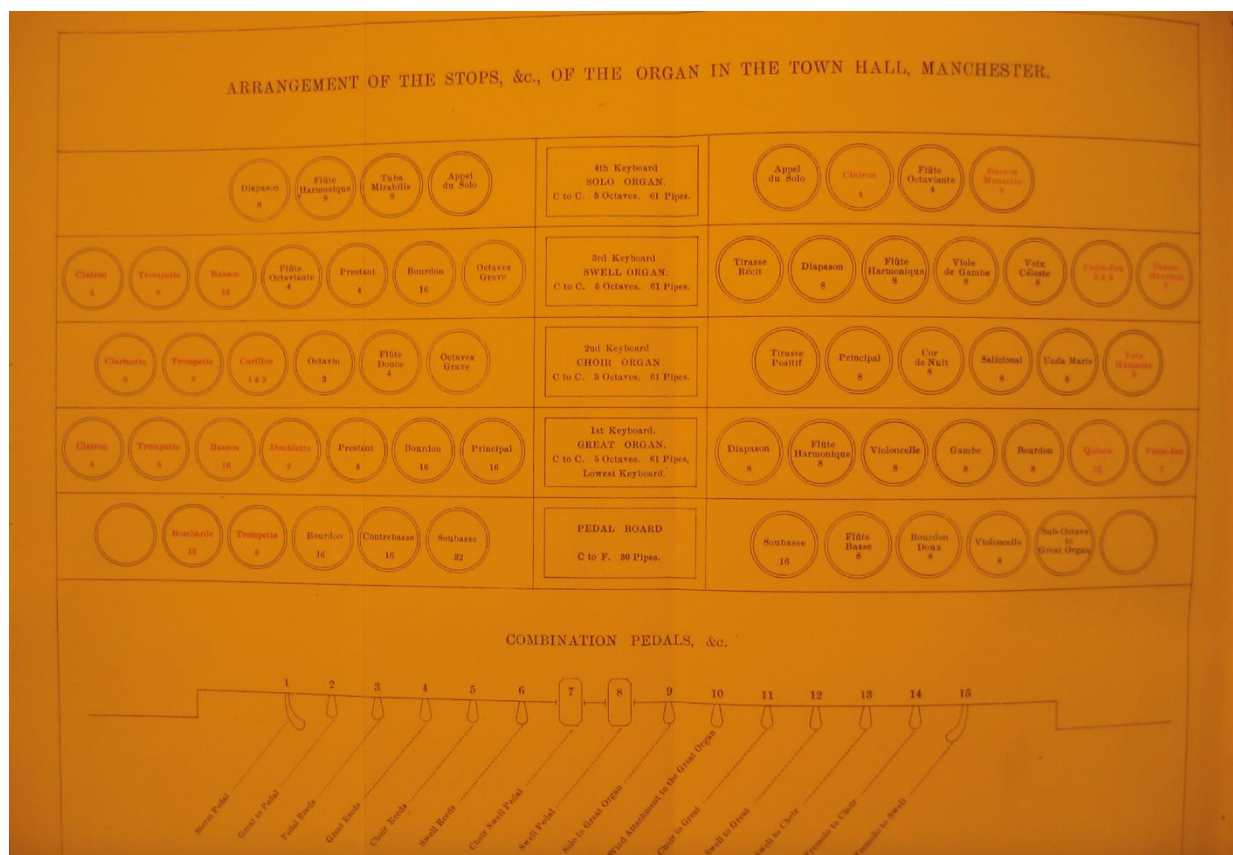 ARRANGEMENT OF THE STOPS, &c., OF THE ORGAN IN THE TOWN HALL, MANCHESTER.
Diapason
8
Flûte
Harmonique
8
Tuba
Mirabilis
8
Appel
du Solo
4th Keyboard
SOLO ORGAN.
C to C. 5 Octaves. 61 Pipes.
Appel
du Solo
Clairon
4
Flûte
Octaviante
4
Basson
Musette
8
Clairon
4
Trompette
8
Basson
16
Flûte
Octaviante
4
Prestant
4
Bourdon
16
Octaves
Grave
3rd Keyboard
SWELL ORGAN.
C to C. 5 Octaves. 61 Pipes.
Tirasse
Récit
Diapason
8
Flûte
Harmonique
8
Viole
de Gambe
8
Voix
Céleste
8
Plein-Jeu
Clarinette
8
Trompette
8
Carillon
1 à 3
Octavin
2
Flûte
Douce
4
Octaves
Grave
2nd Keyboard
CHOIR ORGAN
C to C. 5 Octaves. 61 Pipes.
Tirasse
Positif
Principal
8
Cor
de Nuit
8
Salicional
8
Unda Maris
8
Voix
Humaine
8
Clairon
4
Trompette
8
Basson
16
Doublette
2
Prestant
4
Bourdon
16
Principal
16
1st Keyboard.
GREAT ORGAN.
C to C. 5 Octaves. 61 Pipes,
Lowest Keyboard.
Diapason
8
Flûte
Harmonique
8
Violoncelle
8
Gambe
8
Bourdon
8
Quinte
Plein-Jeu
7
Bombarde
16
Trompette
8
Bourdon
16
Contrebasse
16
Soubasse
32
PEDAL BOARD
C to F. 30 Pipes.
Soubasse
16
Flûte
Basse
8
Bourdon
Doux
8
Violoncelle
8
Sub-Octave
to
Great Organ
COMBINATION PEDALS, &c.
1 2 3 4 5 6 7 8 9 10 11 12 13 14 15
Storm Pedal
Great to Pedal
Pedal Reeds
Great Reeds
Choir Reeds
Swell Reeds
Choir Swell Pedal
Swell Pedal
Solo to Great Organ
Wind Attachment to the Great Organ
Choir to Great
Swell to Great
Swell to Choir
Tremolo to Choir
Tremolo to Swell